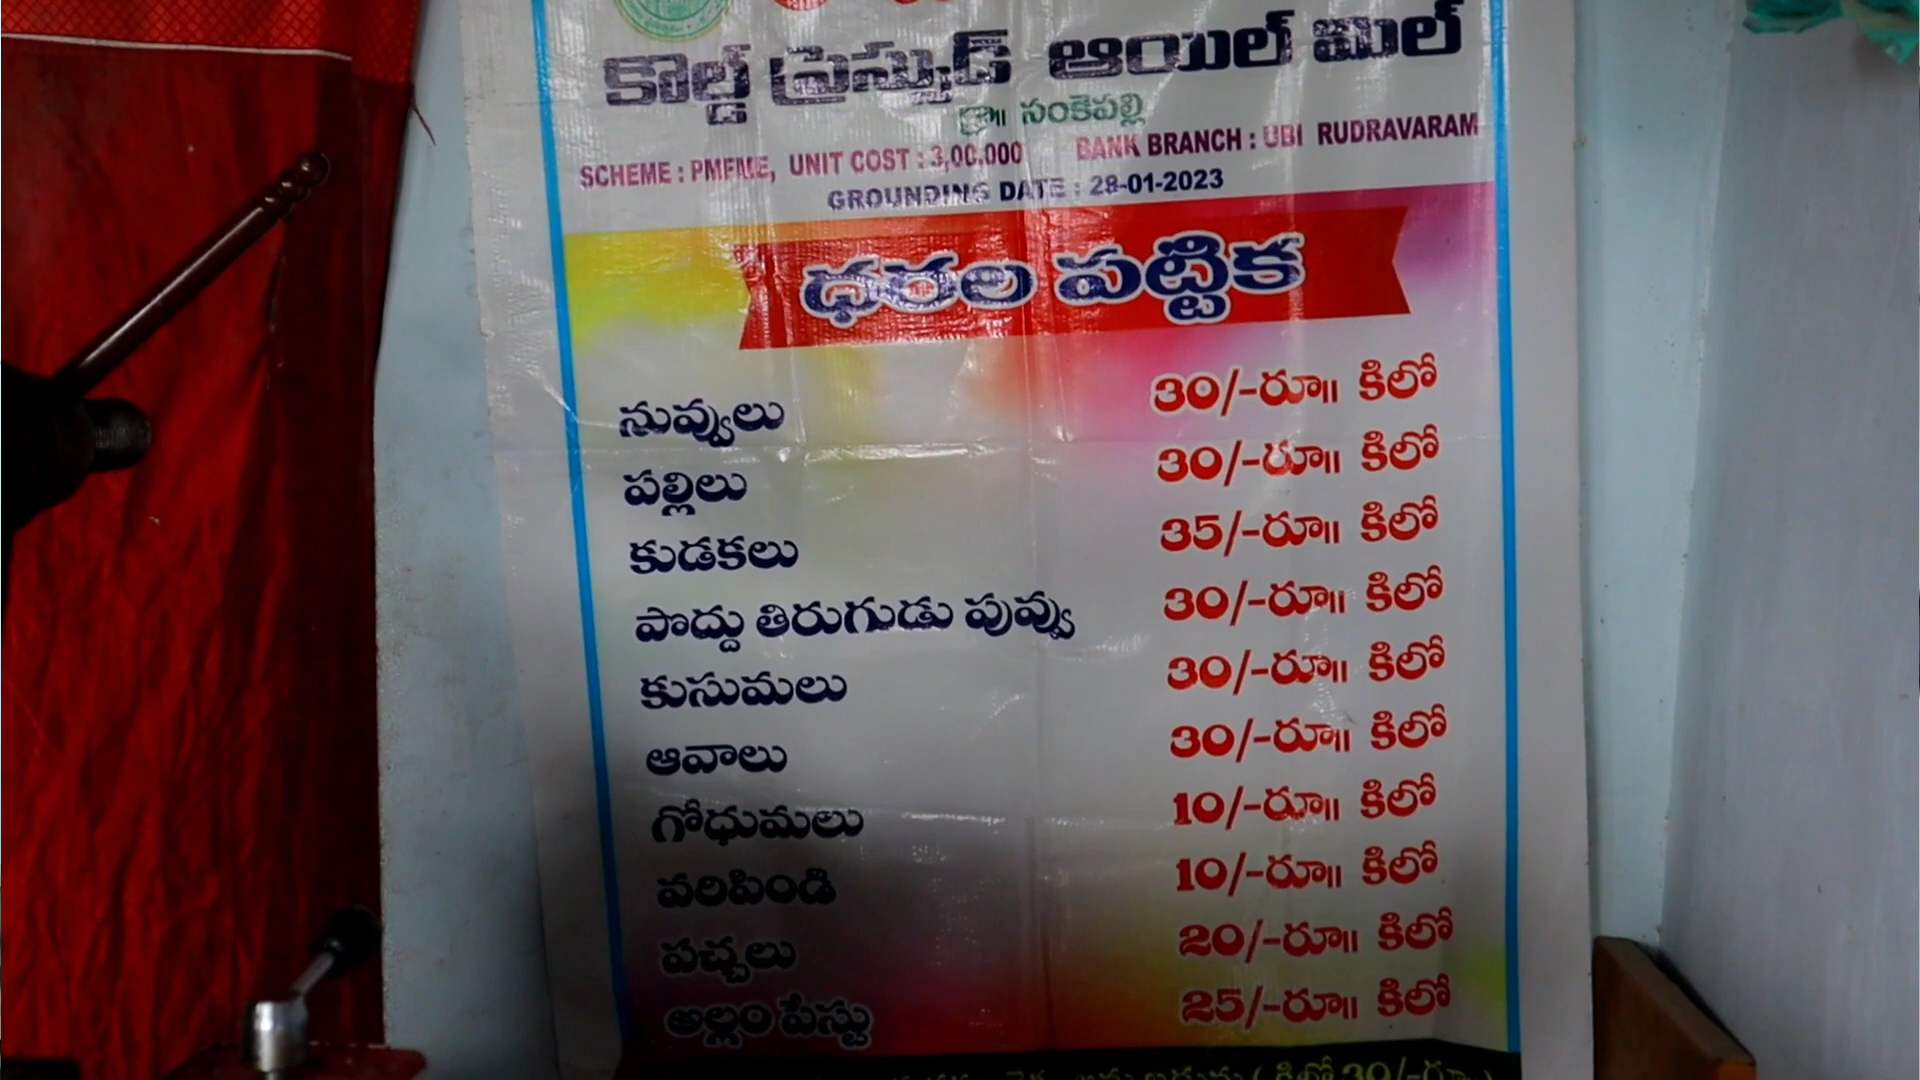 కోల్డ్ ప్రెస్సుడ్ ఆయిల్ మిల్
గ్రా॥ సంకెపల్లి
SCHEME : PMFME, UNIT COST : 3,00,000 BANK BRANCH : UBI RUDRAVARAM
GROUNDING DATE : 28-01-2023
ధరల పట్టిక
నువ్వులు 30/-రూ॥ కిలో
పల్లిలు 30/-రూ॥ కిలో
కుడకలు 35/-రూ॥ కిలో
పొద్దు తిరుగుడు పువ్వు 30/-రూ॥ కిలో
కుసుమలు 30/-రూ॥ కిలో
ఆవాలు 30/-రూ॥ కిలో
గోధుమలు 10/-రూ॥ కిలో
వరిపిండి 10/-రూ॥ కిలో
పచ్చలు 20/-రూ॥ కిలో
అల్లం పేస్టు 25/-రూ॥ కిలో
( కిలో 30/-రూ.)